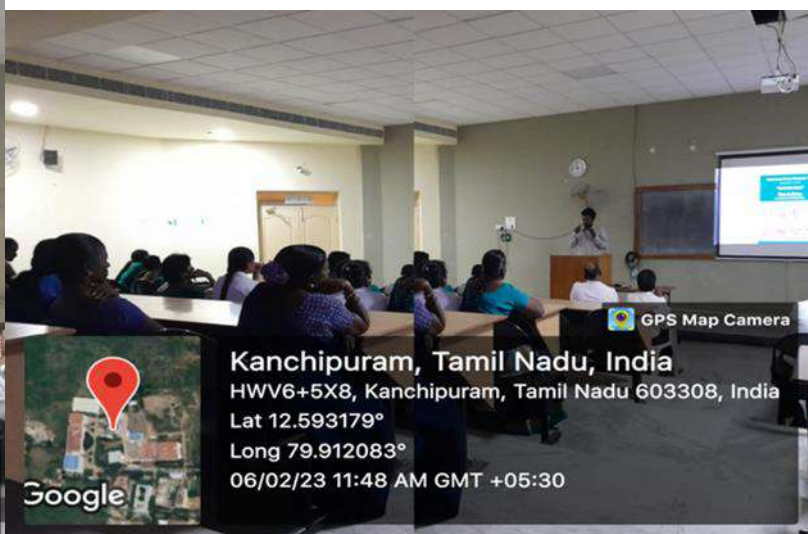 GPS Map Camera
Kanchipuram, Tamil Nadu, India
HWV6+5X8, Kanchipuram, Tamil Nadu 603308, India
Lat 12.593179°
Long 79.912083°
06/02/23 11:48 AM GMT +05:30
Google